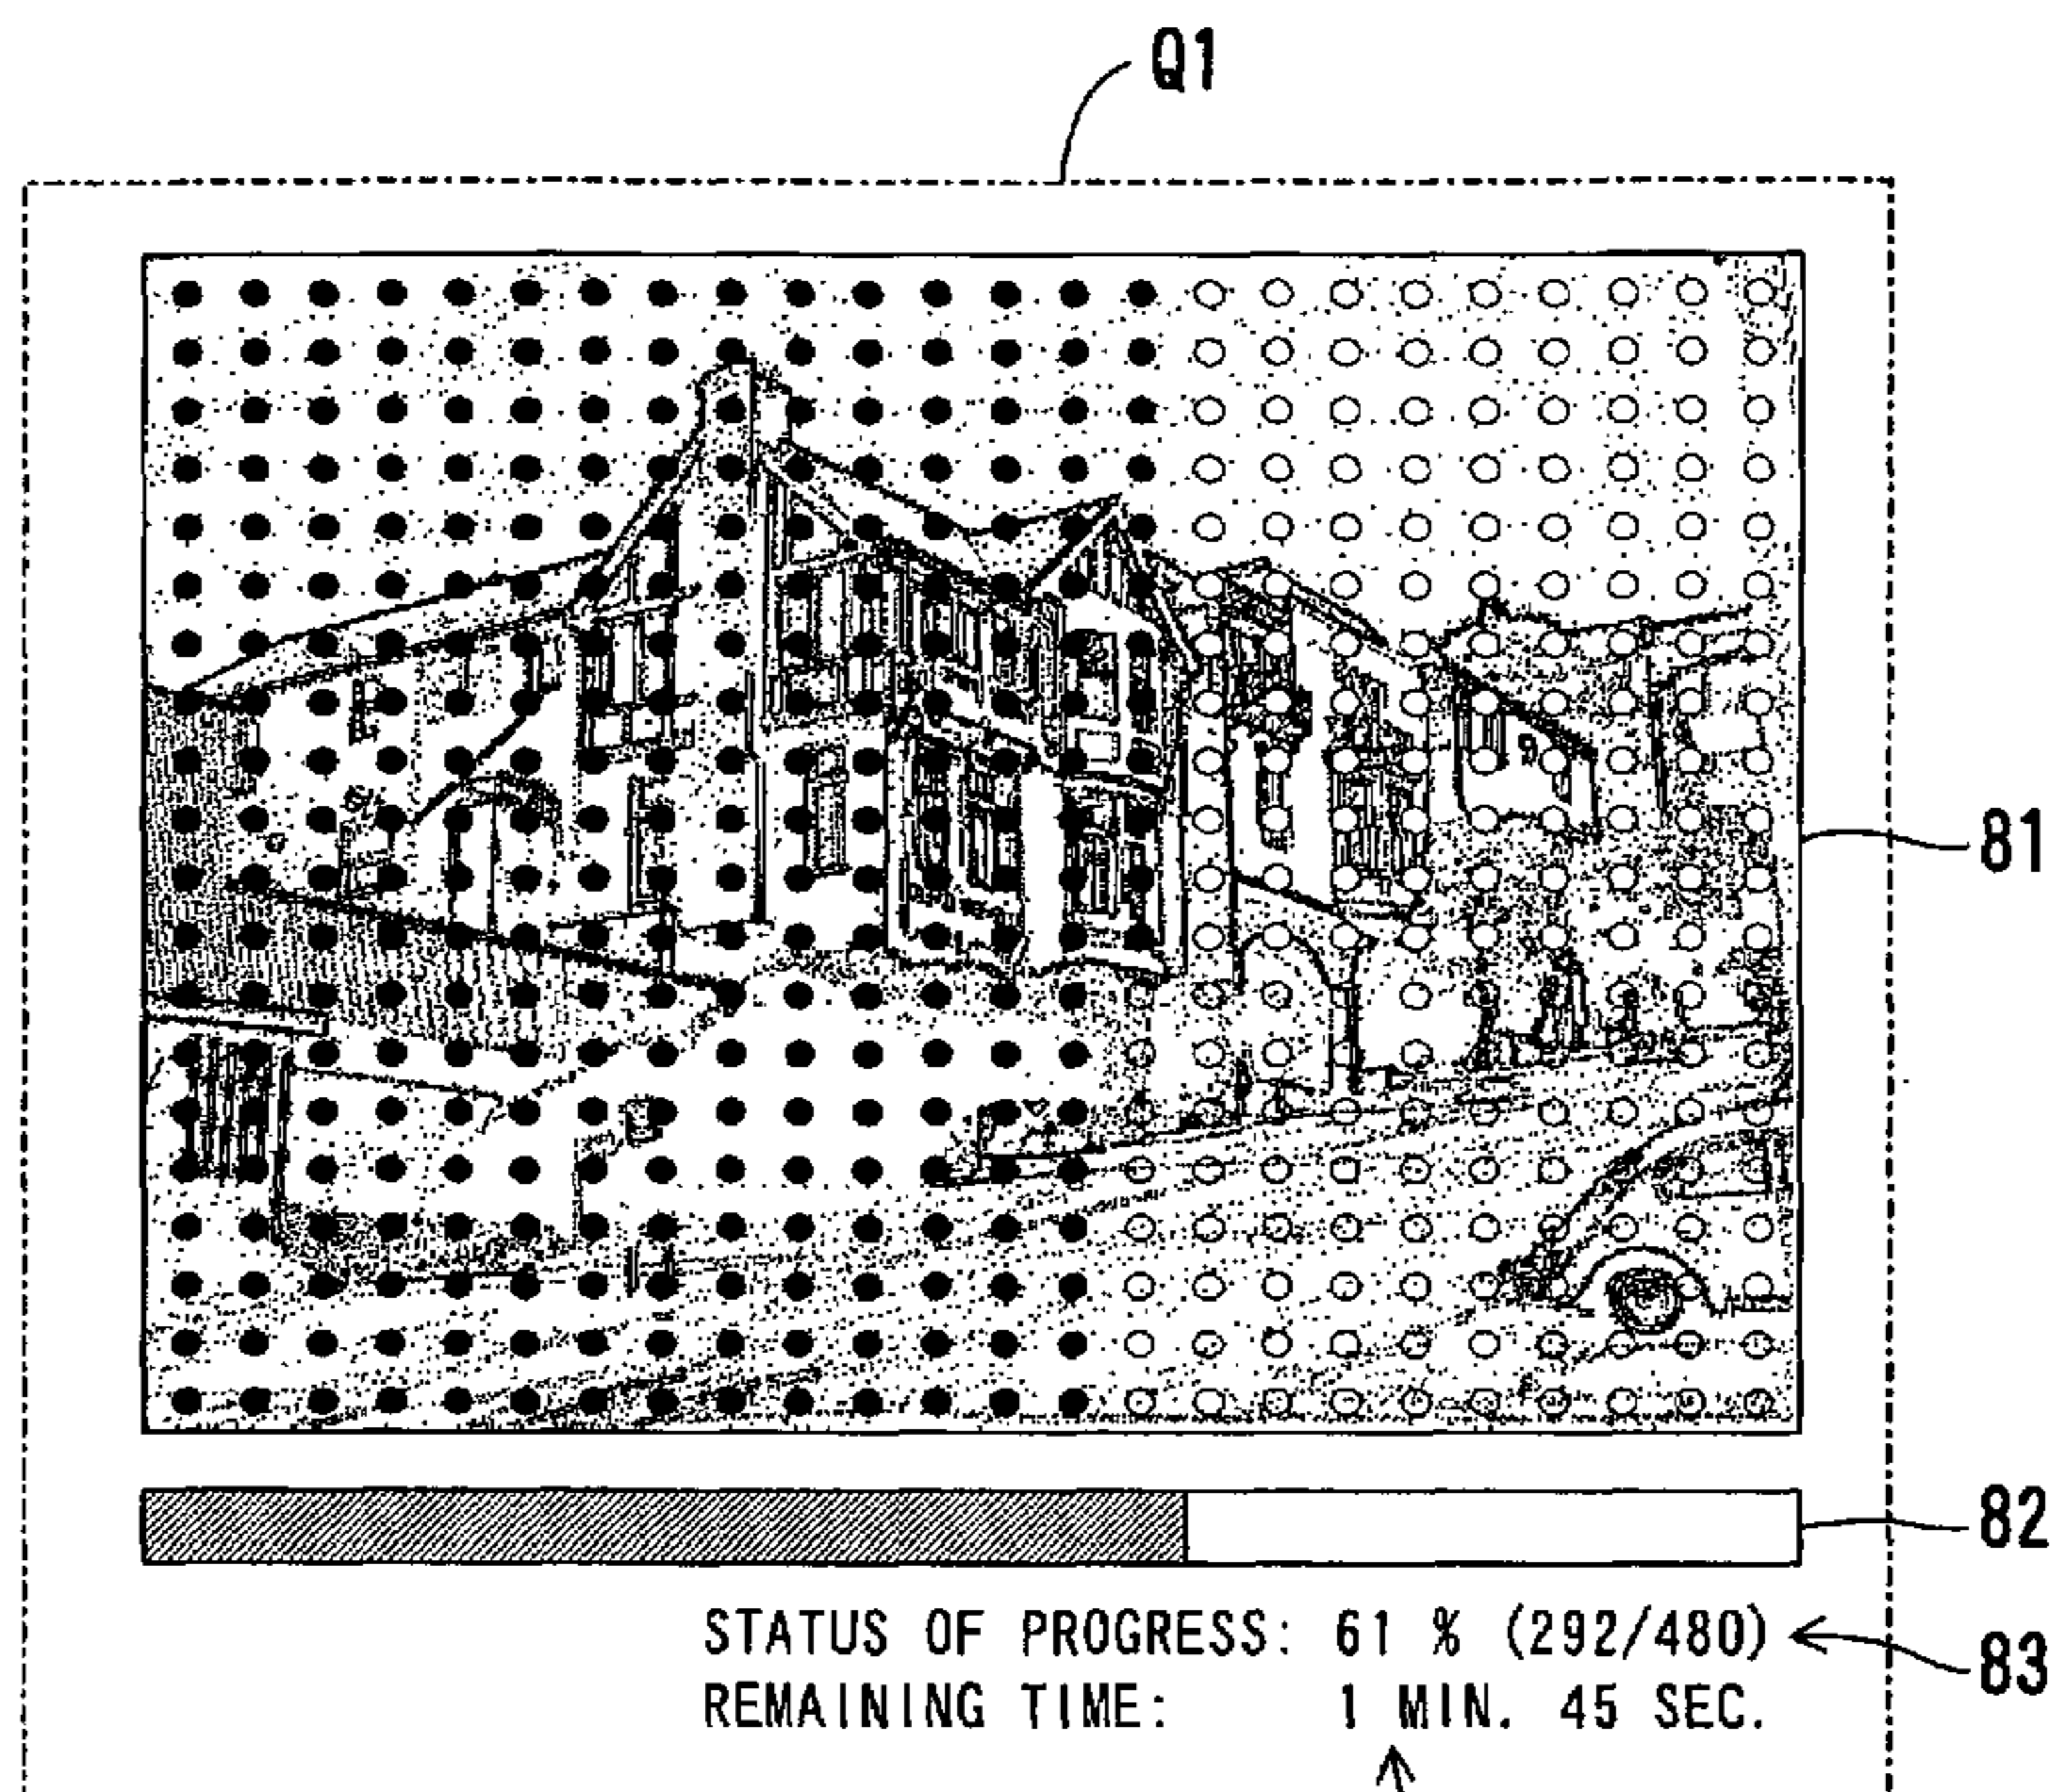 Q1
81
82
STATUS OF PROGRESS: 61 % (292/480)
83
REMAINING TIME: 1 MIN. 45 SEC.